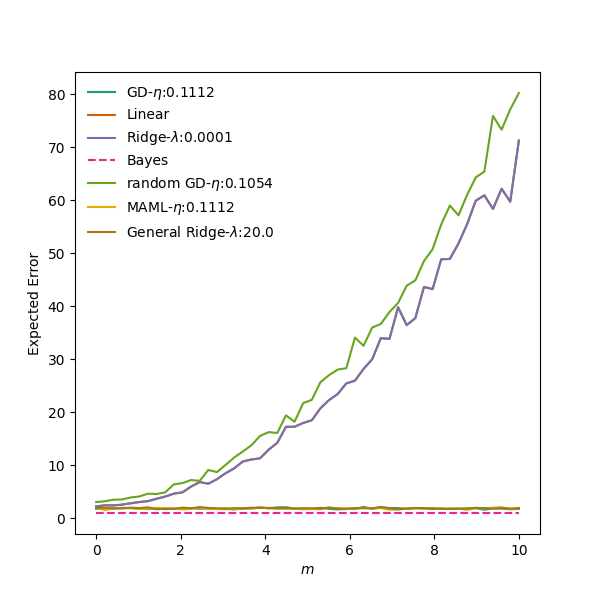 GD-η:0.1112
Linear
Ridge-λ:0.0001
Bayes
random GD-η:0.1054
MAML-η:0.1112
General Ridge-λ:20.0
Expected Error
80
70
60
50
40
30
20
10
0
0 2 4 6 8 10
m